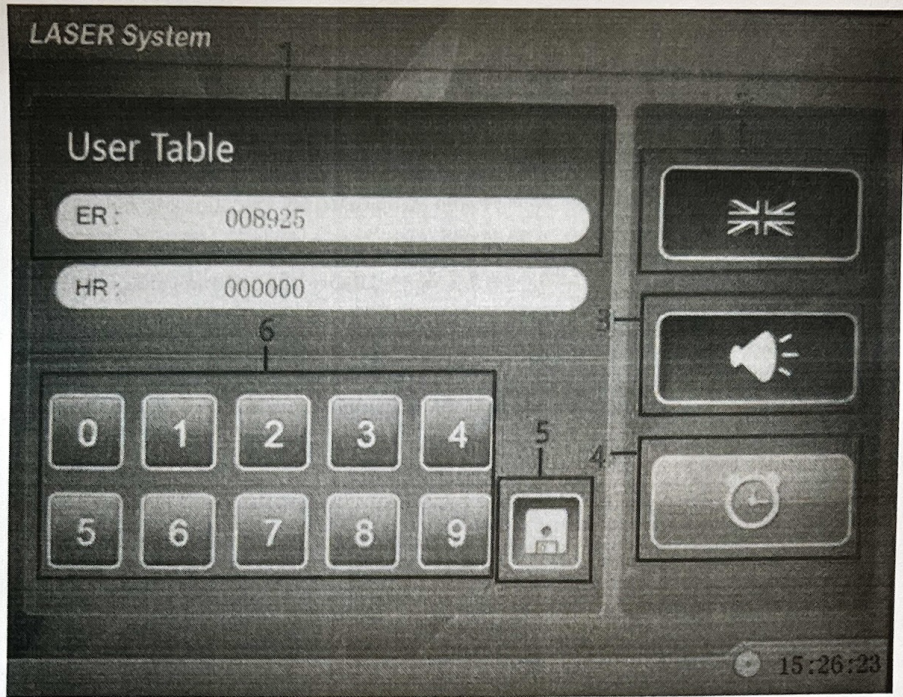 LASER System
1
User Table
ER : 008925
HR : 000000
3
6
0 1 2 3 4
5
4
5 6 7 8 9
15:26:23